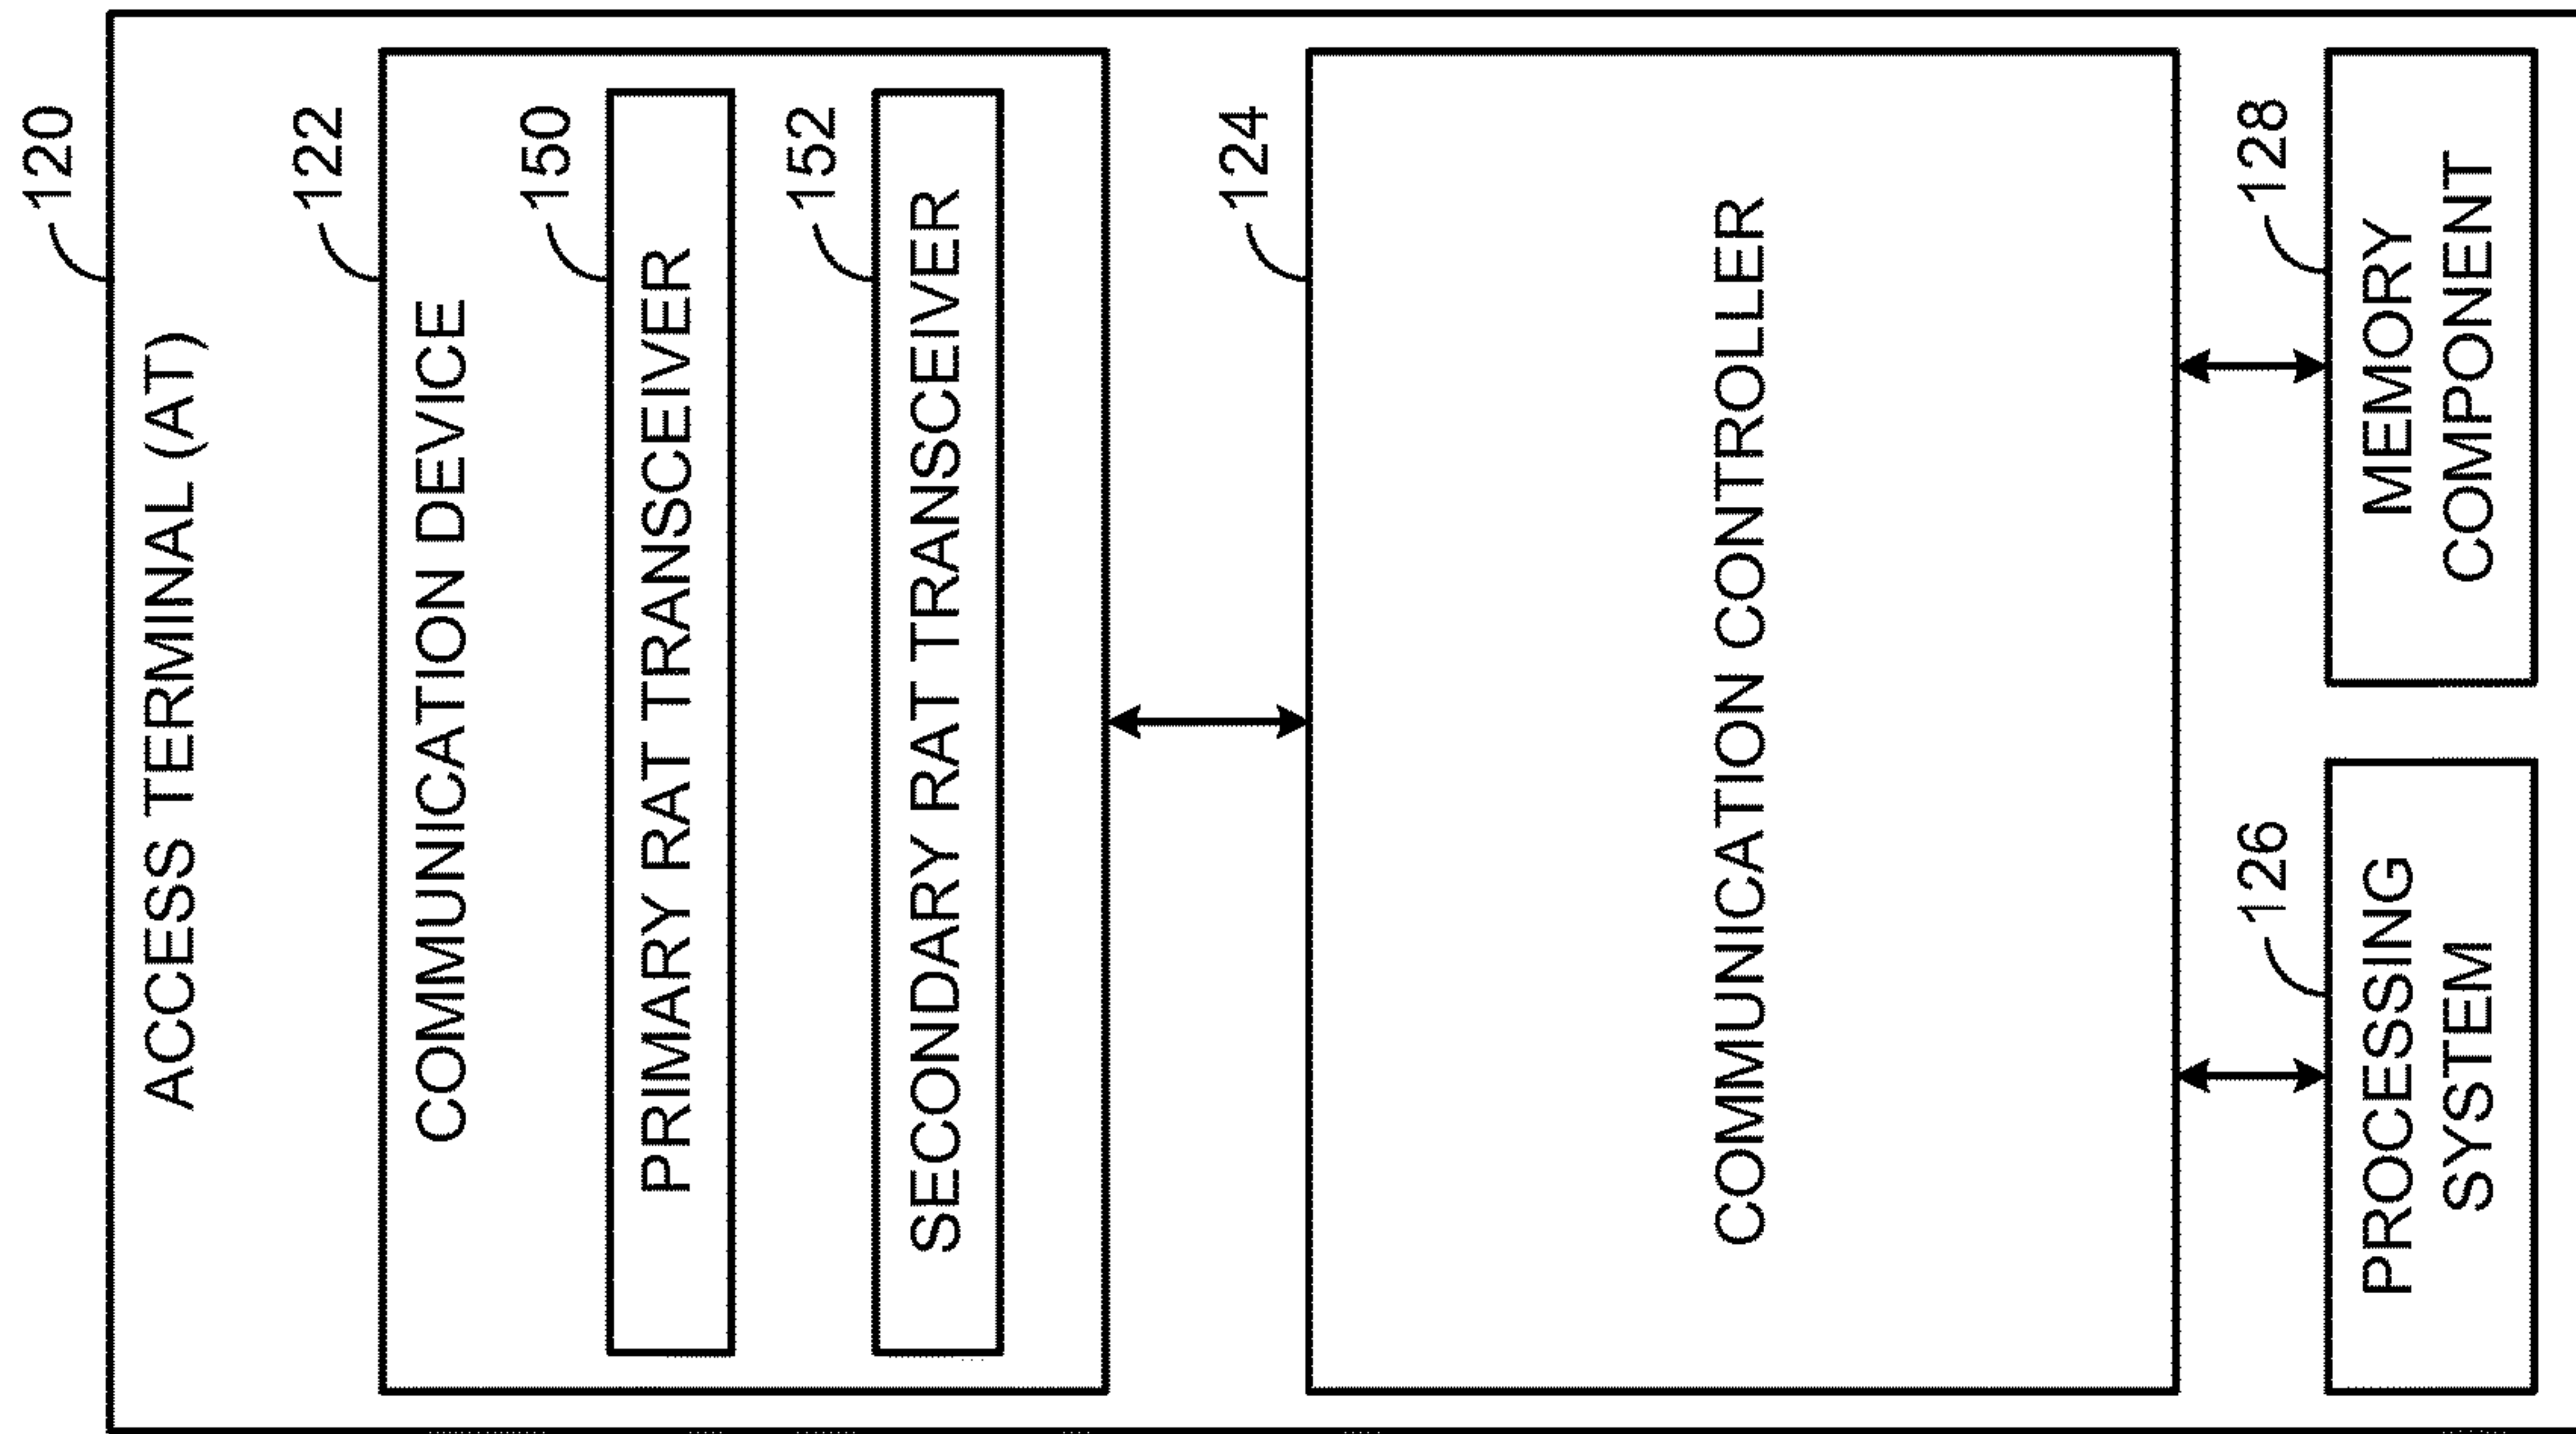 120
ACCESS TERMINAL (AT)
122
COMMUNICATION DEVICE
150
PRIMARY RAT TRANSCEIVER
152
SECONDARY RAT TRANSCEIVER
124
COMMUNICATION CONTROLLER
126
PROCESSING
SYSTEM
128
MEMORY
COMPONENT